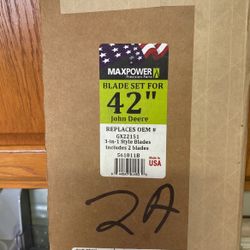 MAXPOWER
Precision Parts
BLADE SET FOR
42"
John Deere
REPLACES OEM #
GX22151
3-in-1 Style Blades
Includes 2 blades
561811B
Made In
USA
2A